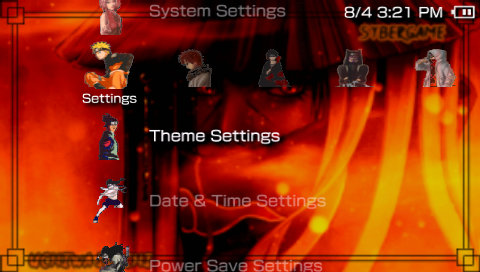 System Settings
8/4 3:21 PM
SYBERGAME
Settings
Theme Settings
Date & Time Settings
Power Save Settings